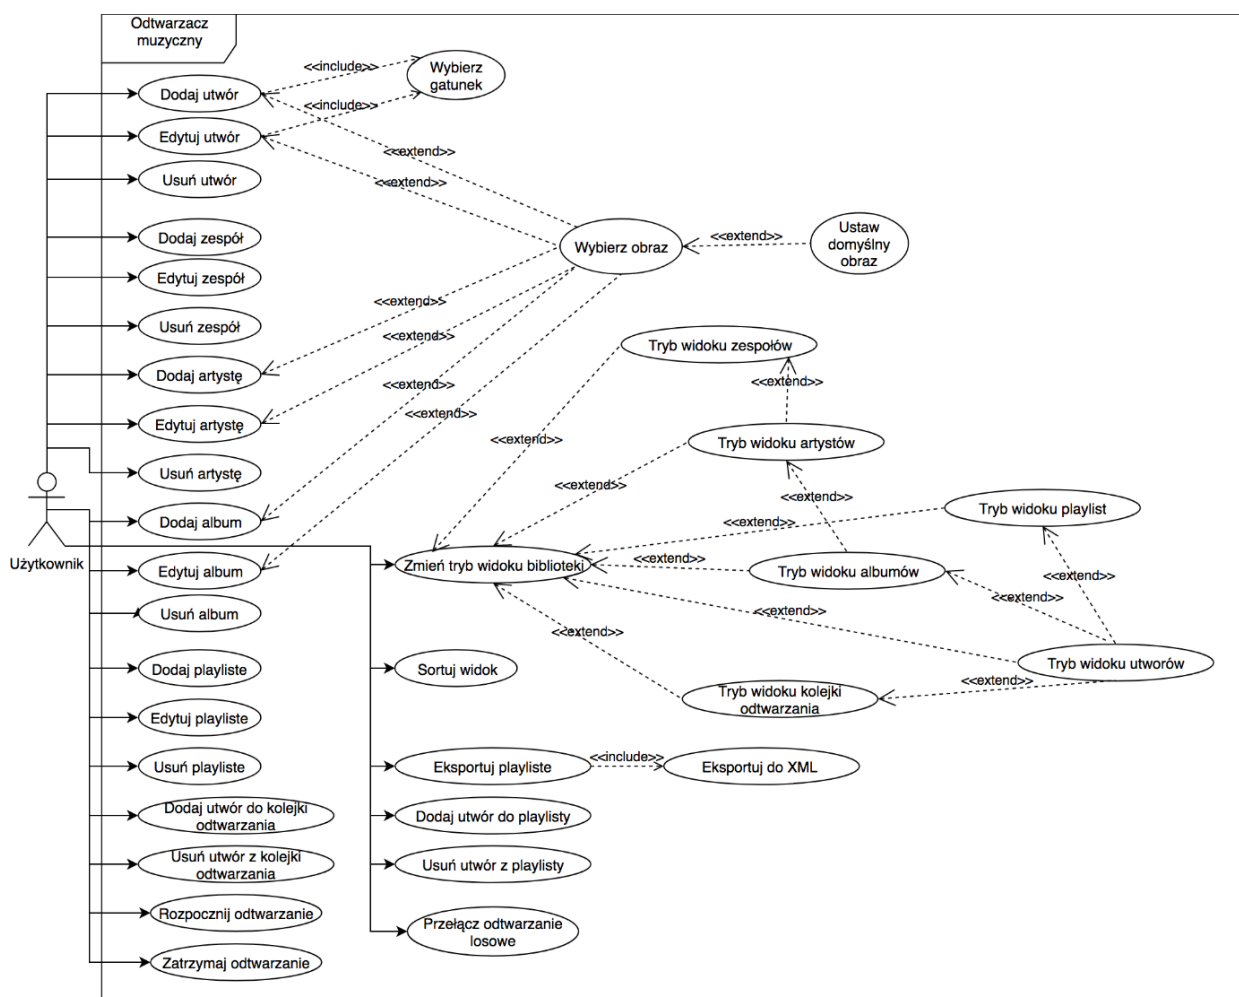 Odtwarzacz
muzyczny
<<include>>
Wybierz
gatunek
Dodaj utwór
<<include>>
Edytuj utwór
<<extend>>
Usuń utwór
<<extend>>
Dodaj zespół
Wybierz obraz
<<extend>>
Ustaw
domyślny
obraz
Edytuj zespół
<<extend>>
Usuń zespół
<<extend>>
Tryb widoku zespołów
Dodaj artystę
<<extend>>
<<extend>>
Edytuj artystę
<<extend>>
<<extend>>
Tryb widoku artystów
Usuń artystę
Dodaj album
<<extend>>
<<extend>>
Tryb widoku playlist
Użytkownik
Edytuj album
Zmień tryb widoku biblioteki
<<extend>>
Tryb widoku albumów
<<extend>>
<<extend>>
Usuń album
<<extend>>
<<extend>>
Dodaj playliste
Sortuj widok
Tryb widoku utworów
<<extend>>
Tryb widoku kolejki
odtwarzania
Edytuj playliste
Usuń playliste
Eksportuj playliste
<<include>>
Eksportuj do XML
Dodaj utwór do kolejki
odtwarzania
Dodaj utwór do playlisty
Usuń utwór z kolejki
odtwarzania
Usuń utwór z playlisty
Rozpocznij odtwarzanie
Przełącz odtwarzanie
losowe
Zatrzymaj odtwarzanie